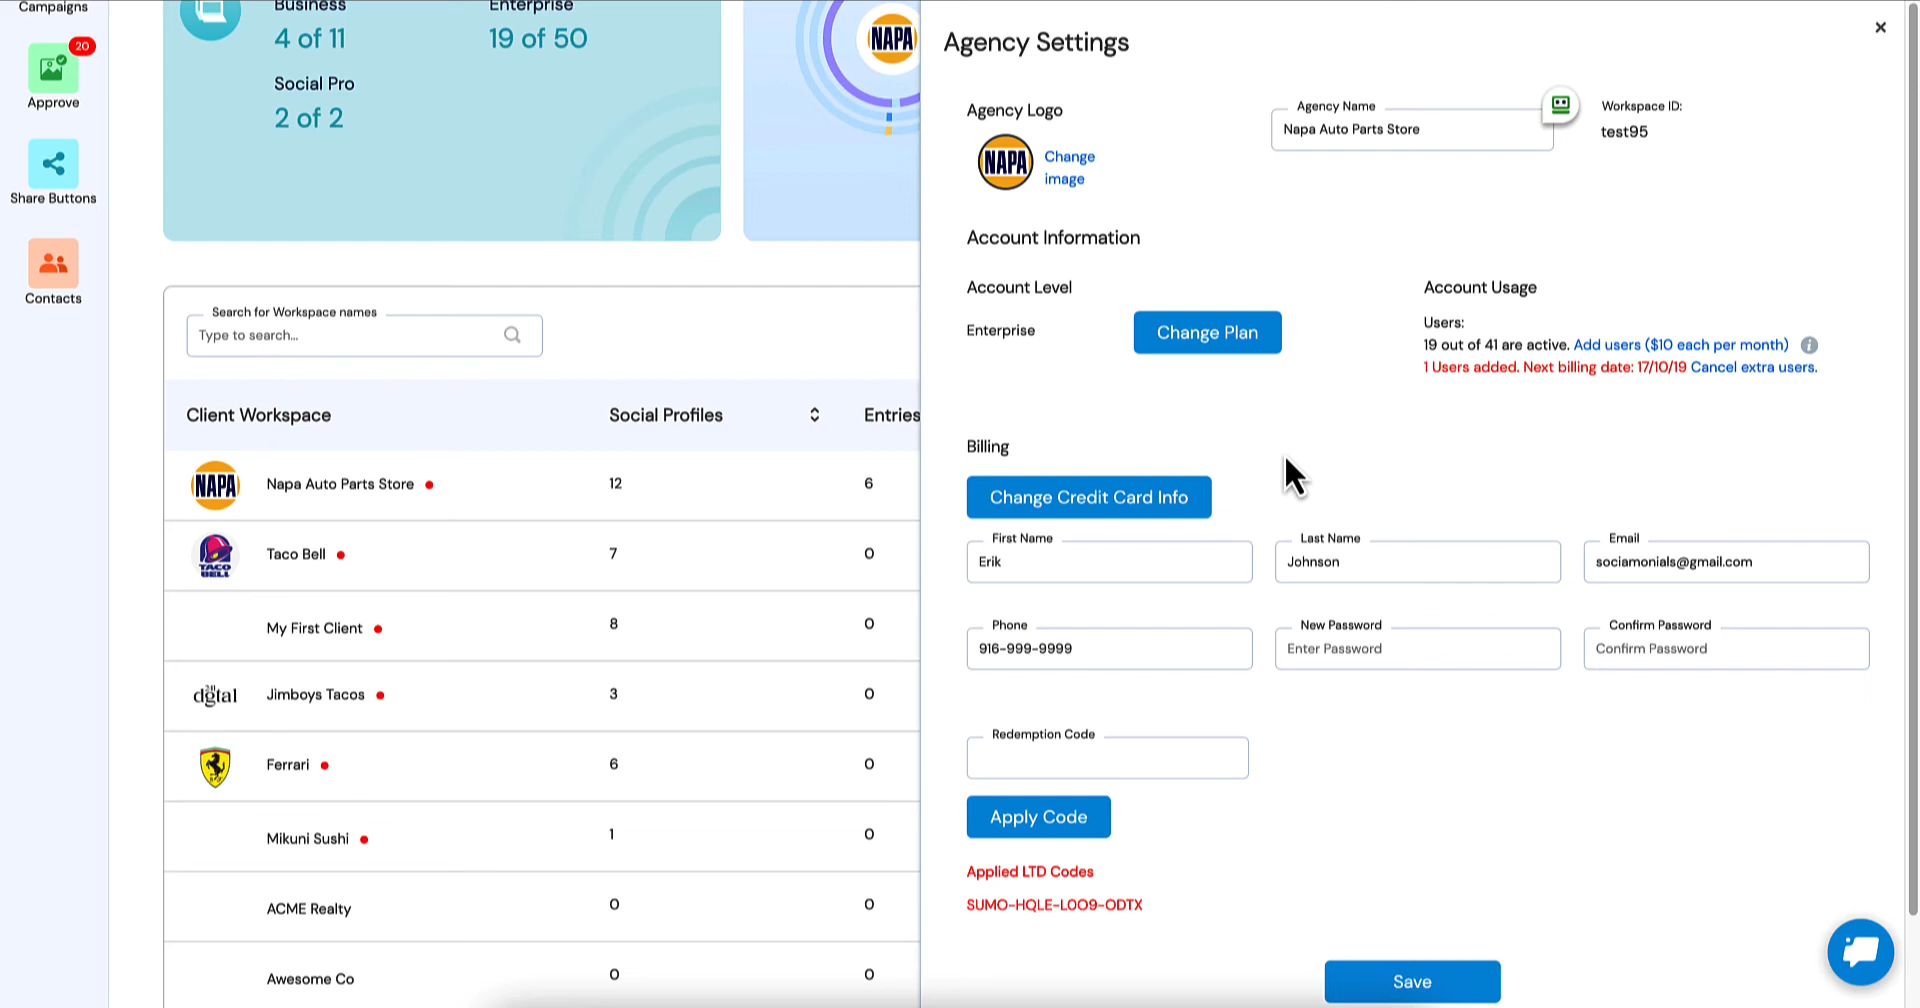 Campaigns
20
Approve
Share Buttons
Contacts
Business
4 of 11
Enterprise
19 of 50
Social Pro
2 of 2
NAPA
Search for Workspace names
Type to search...
Client Workspace
Social Profiles
Entries
NAPA
Napa Auto Parts Store
12
6
TACO
BELL
Taco Bell
7
0
My First Client
8
0
dgtal
Jimboys Tacos
3
0
Ferrari
6
0
Mikuni Sushi
1
0
ACME Realty
0
0
Awesome Co
0
0
Agency Settings
×
Agency Logo
NAPA
Change
image
Agency Name
Napa Auto Parts Store
Workspace ID:
test95
Account Information
Account Level
Enterprise
Change Plan
Account Usage
Users:
19 out of 41 are active. Add users ($10 each per month) i
1 Users added. Next billing date: 17/10/19 Cancel extra users.
Billing
Change Credit Card Info
First Name
Erik
Last Name
Johnson
Email
sociamonials@gmail.com
Phone
916-999-9999
New Password
Enter Password
Confirm Password
Confirm Password
Redemption Code
Apply Code
Applied LTD Codes
SUMO-HQLE-L0O9-ODTX
Save